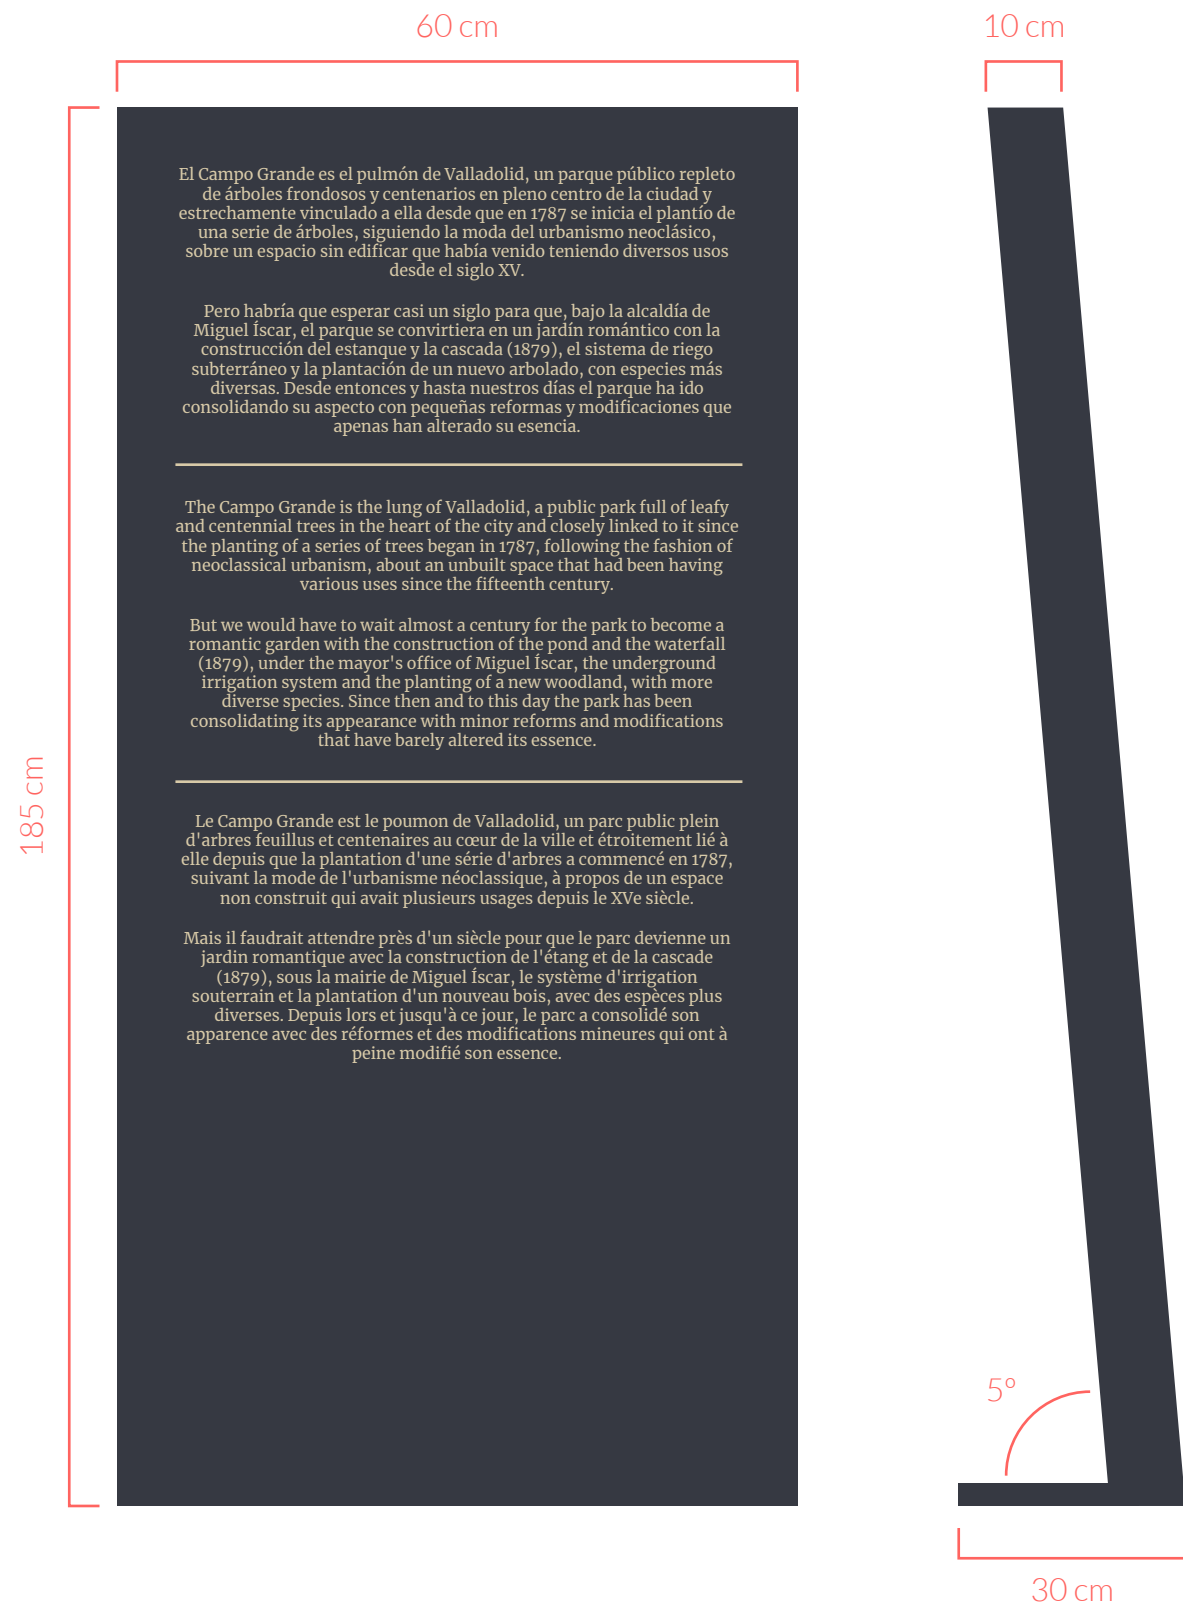 60 cm
10 cm
El Campo Grande es el pulmón de Valladolid, un parque público repleto
de árboles frondosos y centenarios en pleno centro de la ciudad y
estrechamente vinculado a ella desde que en 1787 se inicia el plantío de
una serie de árboles, siguiendo la moda del urbanismo neoclásico,
sobre un espacio sin edificar que había venido teniendo diversos usos
desde el siglo XV.
Pero habría que esperar casi un siglo para que, bajo la alcaldía de
Miguel Íscar, el parque se convirtiera en un jardín romántico con la
construcción del estanque y la cascada (1879), el sistema de riego
subterráneo y la plantación de un nuevo arbolado, con especies más
diversas. Desde entonces y hasta nuestros días el parque ha ido
consolidando su aspecto con pequeñas reformas y modificaciones que
apenas han alterado su esencia.
The Campo Grande is the lung of Valladolid, a public park full of leafy
and centennial trees in the heart of the city and closely linked to it since
the planting of a series of trees began in 1787, following the fashion of
neoclassical urbanism, about an unbuilt space that had been having
various uses since the fifteenth century.
But we would have to wait almost a century for the park to become a
romantic garden with the construction of the pond and the waterfall
(1879), under the mayor's office of Miguel Íscar, the underground
irrigation system and the planting of a new woodland, with more
diverse species. Since then and to this day the park has been
consolidating its appearance with minor reforms and modifications
that have barely altered its essence.
185 cm
Le Campo Grande est le poumon de Valladolid, un parc public plein
d'arbres feuillus et centenaires au cœur de la ville et étroitement lié à
elle depuis que la plantation d'une série d'arbres a commencé en 1787,
suivant la mode de l'urbanisme néoclassique, à propos de un espace
non construit qui avait plusieurs usages depuis le XVe siècle.
Mais il faudrait attendre près d'un siècle pour que le parc devienne un
jardin romantique avec la construction de l'étang et de la cascade
(1879), sous la mairie de Miguel Íscar, le système d'irrigation
souterrain et la plantation d'un nouveau bois, avec des espèces plus
diverses. Depuis lors et jusqu'à ce jour, le parc a consolidé son
apparence avec des réformes et des modifications mineures qui ont à
peine modifié son essence.
5º
30 cm